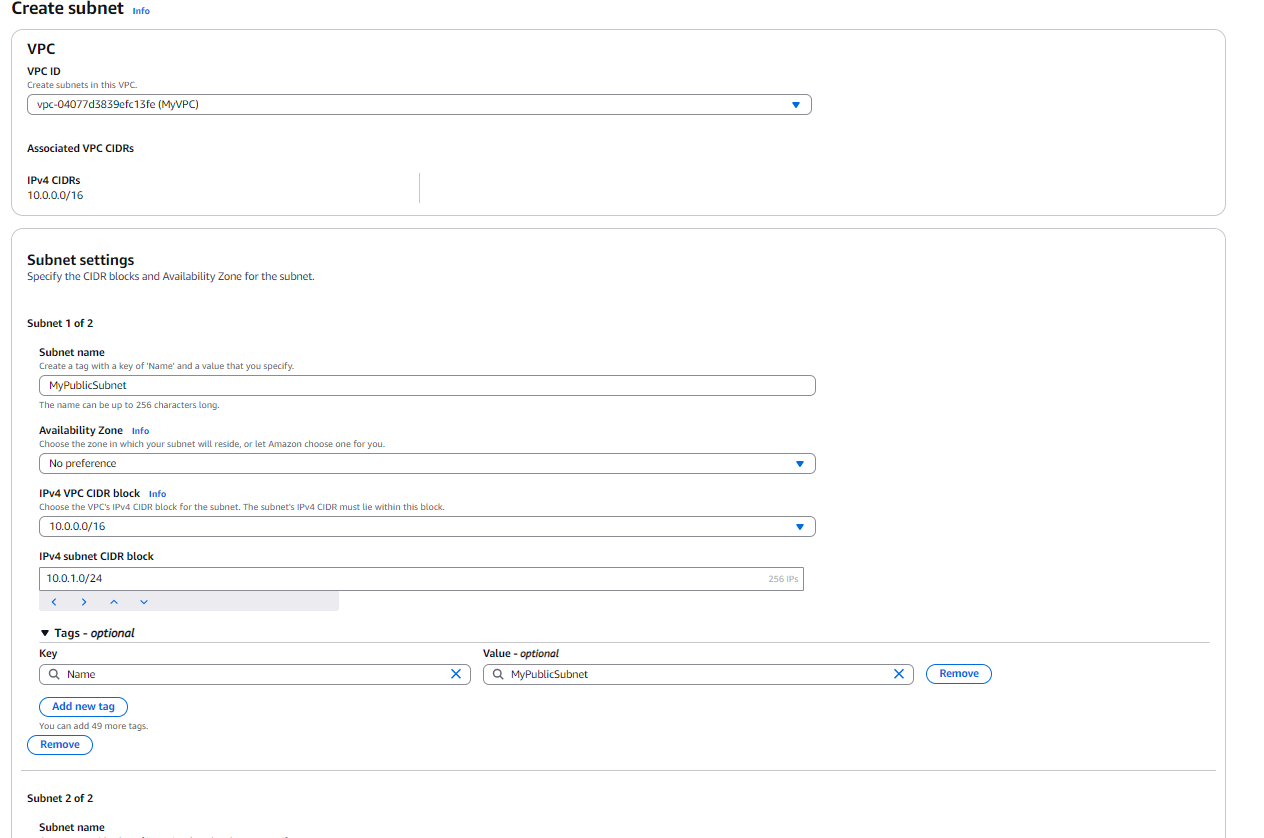 Create subnet Info
VPC
VPC ID
Create subnets in this VPC.
vpc-04077d3839efc13fe (MyVPC)
Associated VPC CIDRs
IPv4 CIDRs
10.0.0.0/16
Subnet settings
Specify the CIDR blocks and Availability Zone for the subnet.
Subnet 1 of 2
Subnet name
Create a tag with a key of 'Name' and a value that you specify.
MyPublicSubnet
The name can be up to 256 characters long.
Availability Zone Info
Choose the zone in which your subnet will reside, or let Amazon choose one for you.
No preference
IPv4 VPC CIDR block Info
Choose the VPC's IPv4 CIDR block for the subnet. The subnet's IPv4 CIDR must lie within this block.
10.0.0.0/16
IPv4 subnet CIDR block
10.0.1.0/24 256 IPs
Tags - optional
Key Value - optional
Name MyPublicSubnet Remove
Add new tag
You can add 49 more tags.
Remove
Subnet 2 of 2
Subnet name